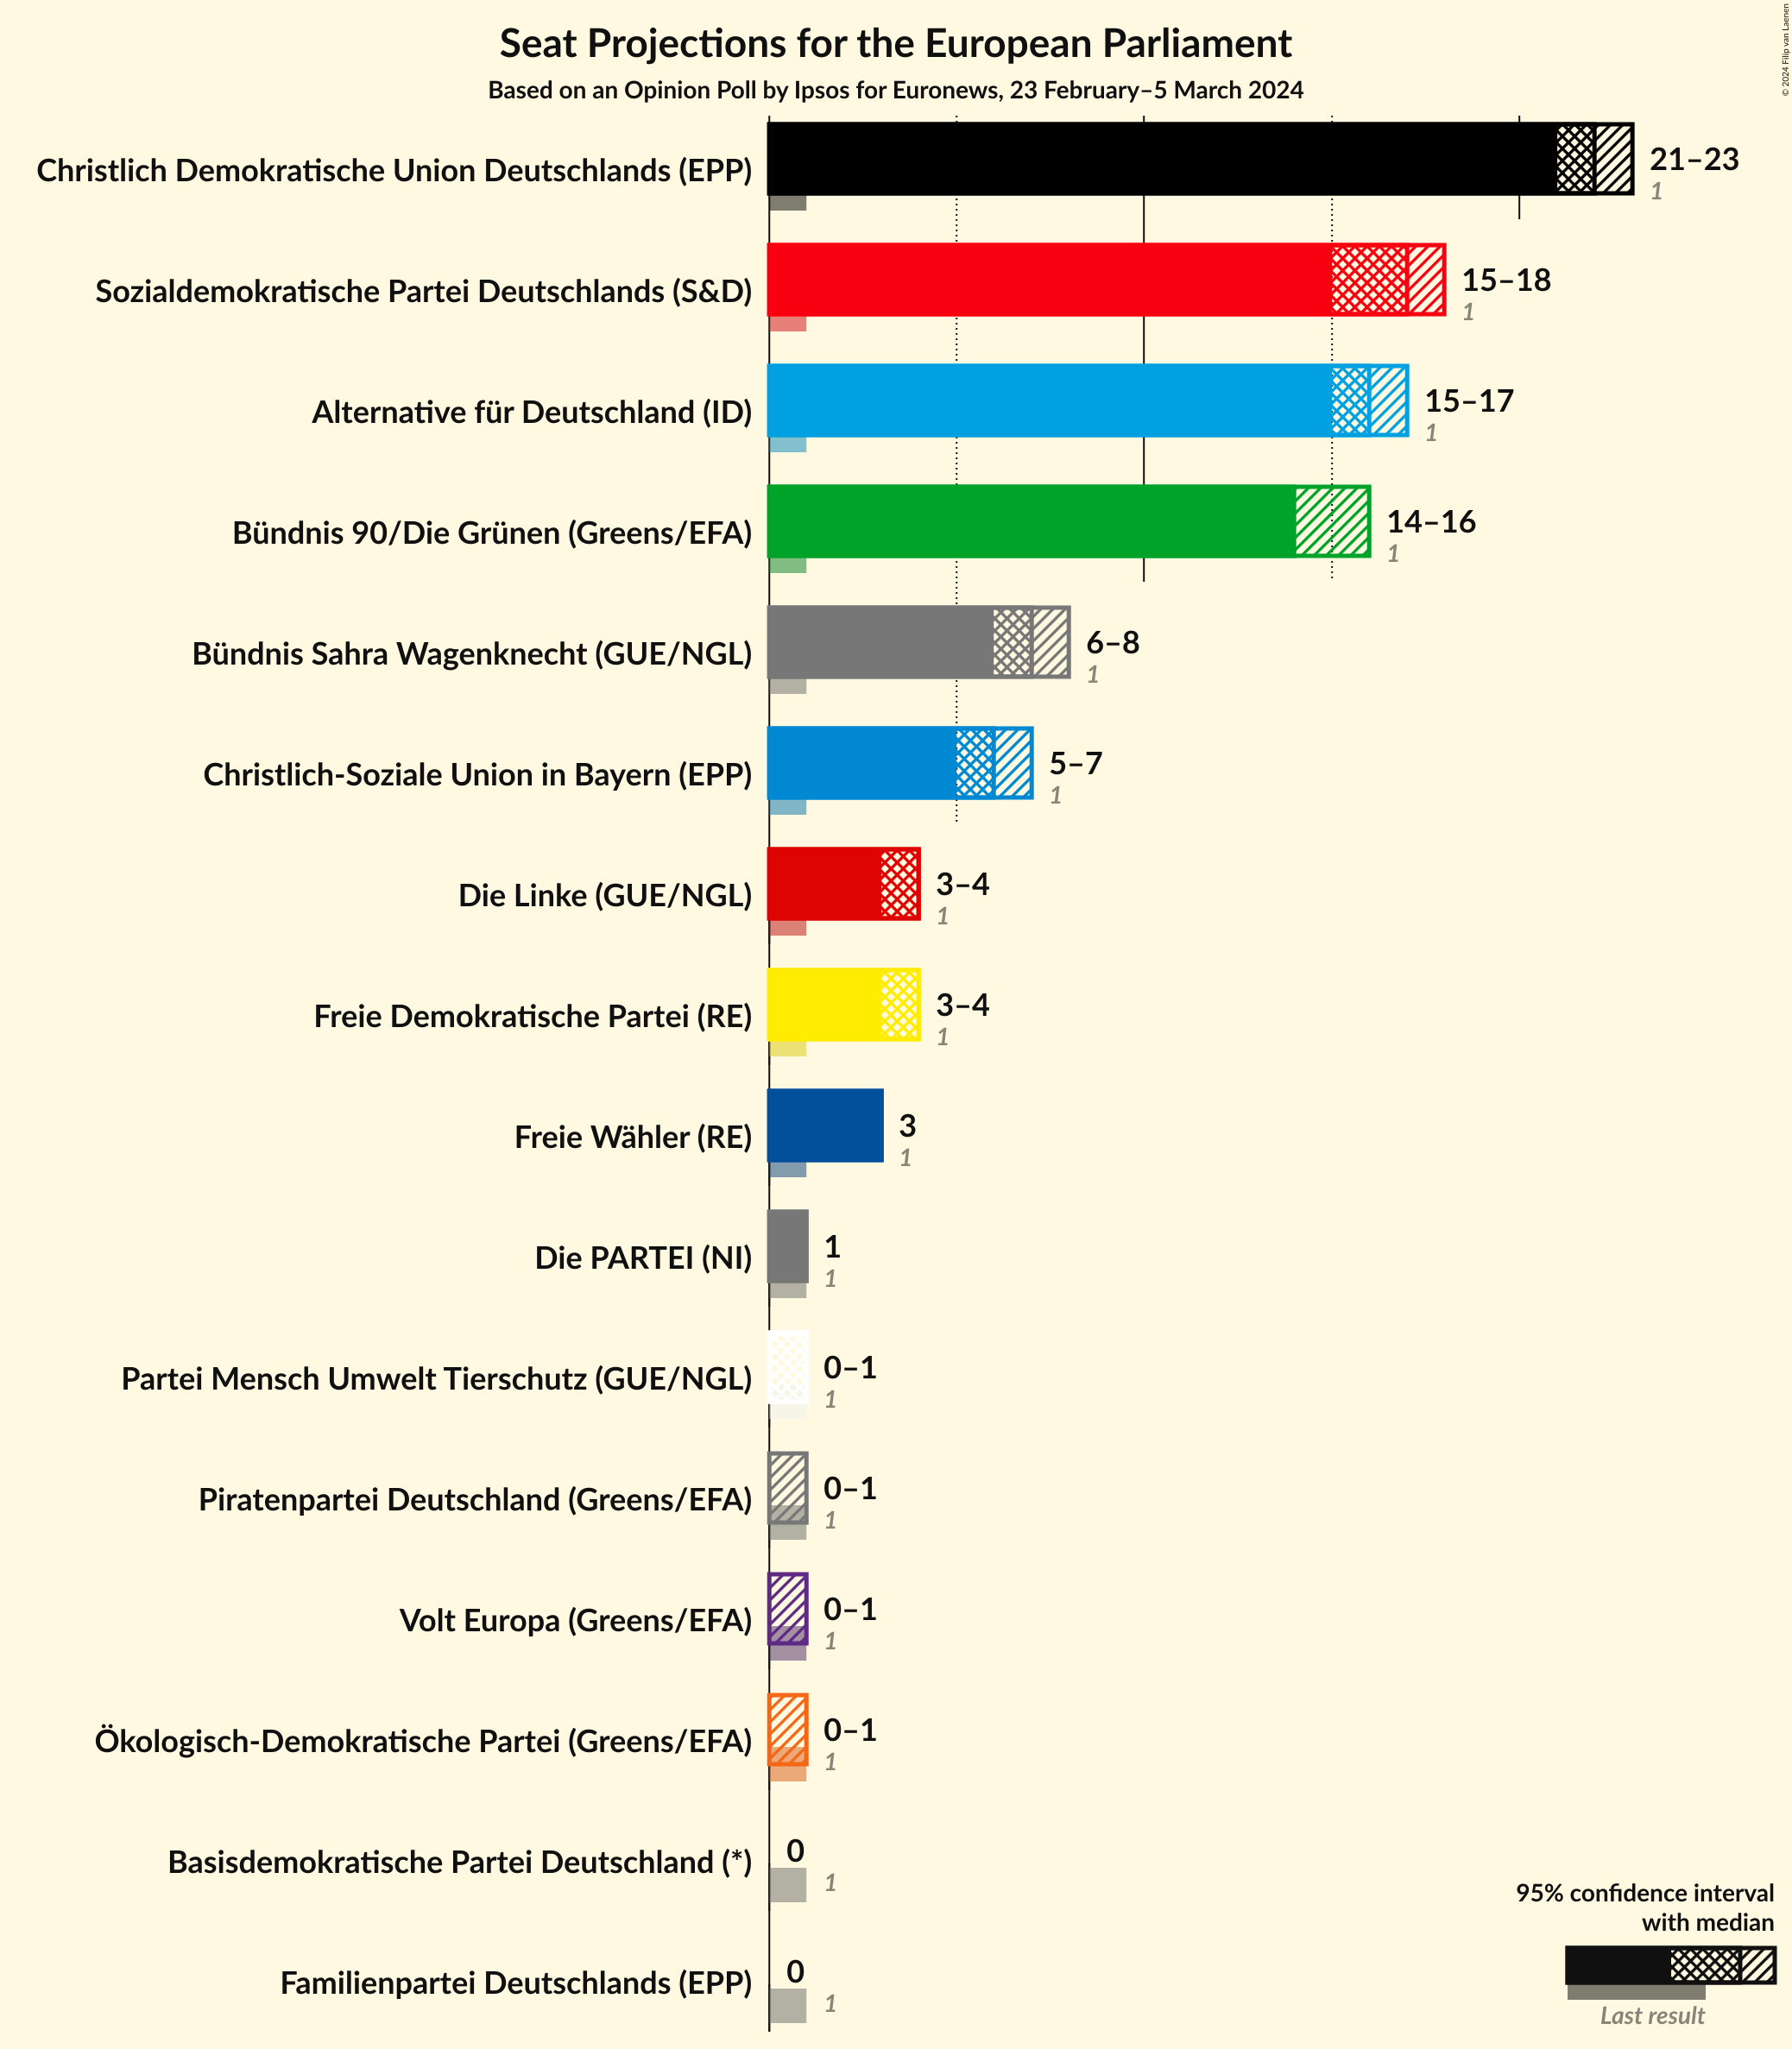 Seat Projections for the European Parliament
Based on an Opinion Poll by Ipsos for Euronews, 23 February–5 March 2024
© 2024 Filip van Laenen
Christlich Demokratische Union Deutschlands (EPP)
21–23
1
Sozialdemokratische Partei Deutschlands (S&D)
15–18
1
Alternative für Deutschland (ID)
15–17
1
Bündnis 90/Die Grünen (Greens/EFA)
14–16
1
Bündnis Sahra Wagenknecht (GUE/NGL)
6–8
1
Christlich-Soziale Union in Bayern (EPP)
5–7
1
Die Linke (GUE/NGL)
3–4
1
Freie Demokratische Partei (RE)
3–4
1
Freie Wähler (RE)
3
1
Die PARTEI (NI)
1
1
Partei Mensch Umwelt Tierschutz (GUE/NGL)
0–1
1
Piratenpartei Deutschland (Greens/EFA)
0–1
1
Volt Europa (Greens/EFA)
0–1
1
Ökologisch-Demokratische Partei (Greens/EFA)
0–1
1
Basisdemokratische Partei Deutschland (*)
0
1
Familienpartei Deutschlands (EPP)
0
1
95% confidence interval
with median
Last result